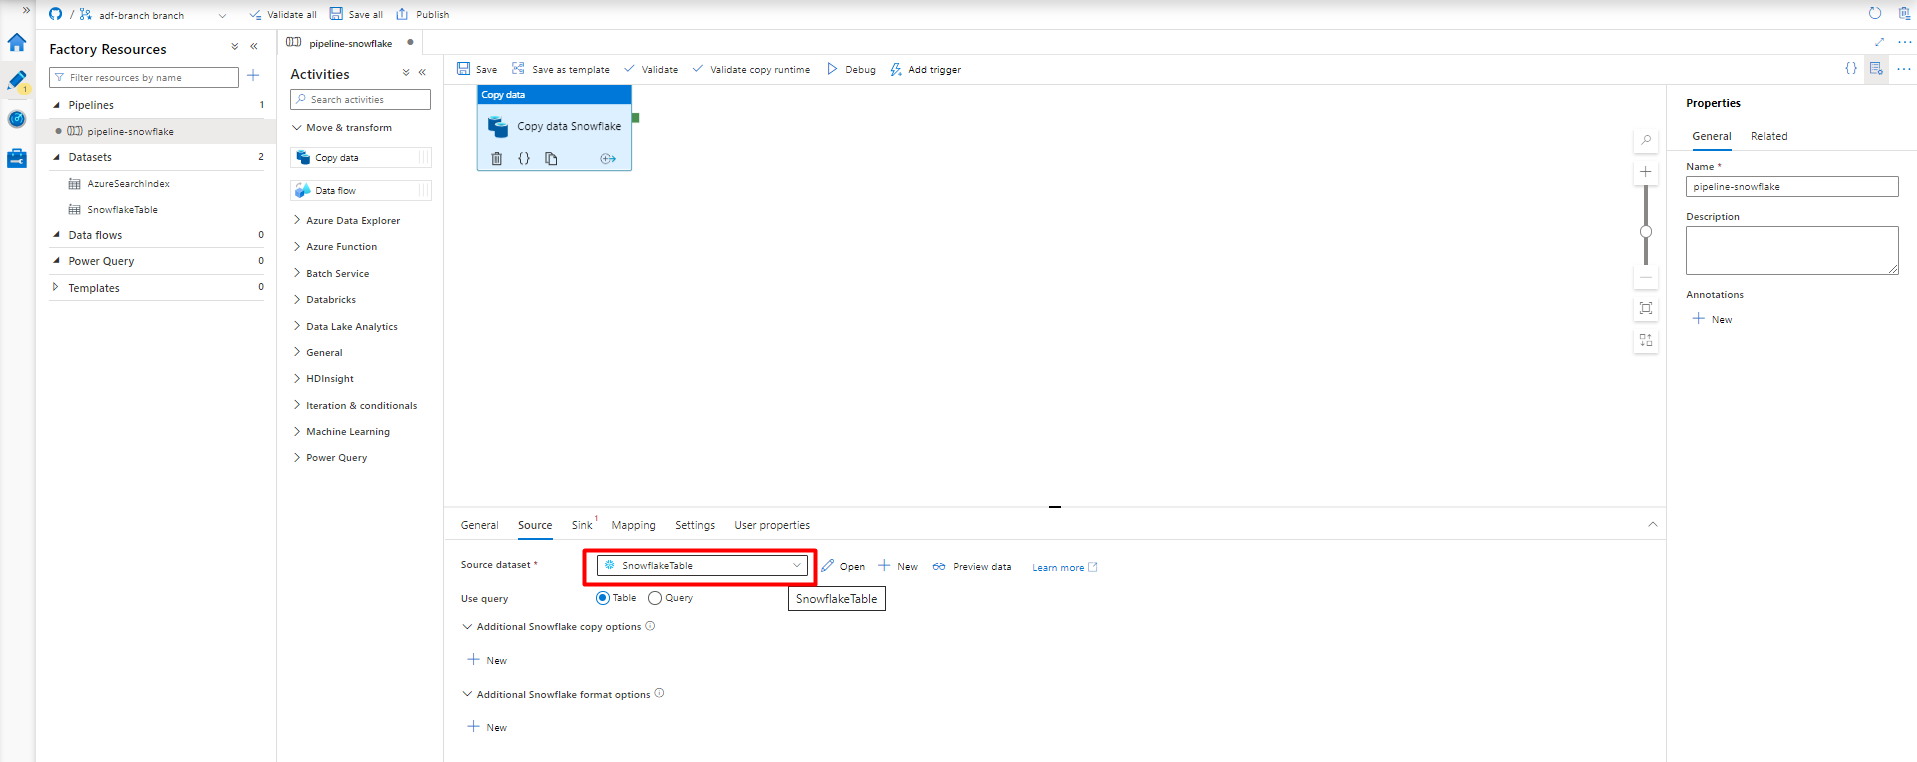 / adf-branch branch
Validate all Save all Publish
Factory Resources
Filter resources by name
Pipelines 1
pipeline-snowflake
Datasets 2
AzureSearchIndex
SnowflakeTable
Data flows 0
Power Query 0
Templates 0
1
pipeline-snowflake
Activities
Search activities
Move & transform
Copy data
Data flow
Azure Data Explorer
Azure Function
Batch Service
Databricks
Data Lake Analytics
General
HDInsight
Iteration & conditionals
Machine Learning
Power Query
Save Save as template Validate Validate copy runtime Debug Add trigger
{}
Copy data
Copy data Snowflake
{}
General Source Sink 1 Mapping Settings User properties
Source dataset * SnowflakeTable Open New Preview data Learn more
SnowflakeTable
Use query Table Query
Additional Snowflake copy options
New
Additional Snowflake format options
New
Properties
General Related
Name *
pipeline-snowflake
Description
Annotations
New